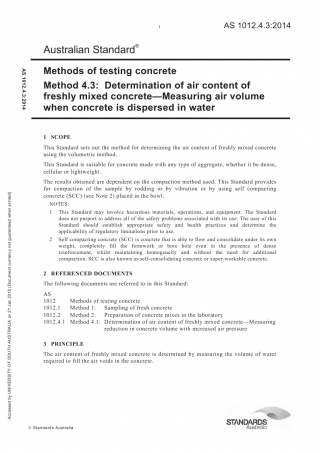 1
AS 1012.4.3:2014
Australian Standard®
AS 1012.4.3:2014
Methods of testing concrete
Method 4.3: Determination of air content of
freshly mixed concrete—Measuring air volume
when concrete is dispersed in water
1 SCOPE
This Standard sets out the method for determining the air content of freshly mixed concrete
using the volumetric method.
This Standard is suitable for concrete made with any type of aggregate, whether it be dense,
cellular or lightweight.
The results obtained are dependent on the compaction method used. This Standard provides
for compaction of the sample by rodding or by vibration or by using self compacting
concrete (SCC) (see Note 2) placed in the bowl.
NOTES:
1 This Standard may involve hazardous materials, operations, and equipment. The Standard
does not purport to address all of the safety problems associated with its use. The user of this
Standard should establish appropriate safety and health practices and determine the
applicability of regulatory limitations prior to use.
2 Self compacting concrete (SCC) is concrete that is able to flow and consolidate under its own
weight, completely fill the formwork or bore hole even in the presence of dense
reinforcement, whilst maintaining homogeneity and without the need for additional
compaction. SCC is also known as self-consolidating concrete or super-workable concrete.
2 REFERENCED DOCUMENTS
The following documents are referred to in this Standard:
AS
1012 Methods of testing concrete
1012.1 Method 1: Sampling of fresh concrete
1012.2 Method 2: Preparation of concrete mixes in the laboratory
1012.4.1 Method 4.1: Determination of air content of freshly mixed concrete—Measuring
reduction in concrete volume with increased air pressure
3 PRINCIPLE
The air content of freshly mixed concrete is determined by measuring the volume of water
required to fill the air voids in the concrete.
Accessed by UNIVERSITY OF SOUTH AUSTRALIA on 21 Jan 2015 (Document currency not guaranteed when printed)
© Standards Australia
STANDARDS
Australia